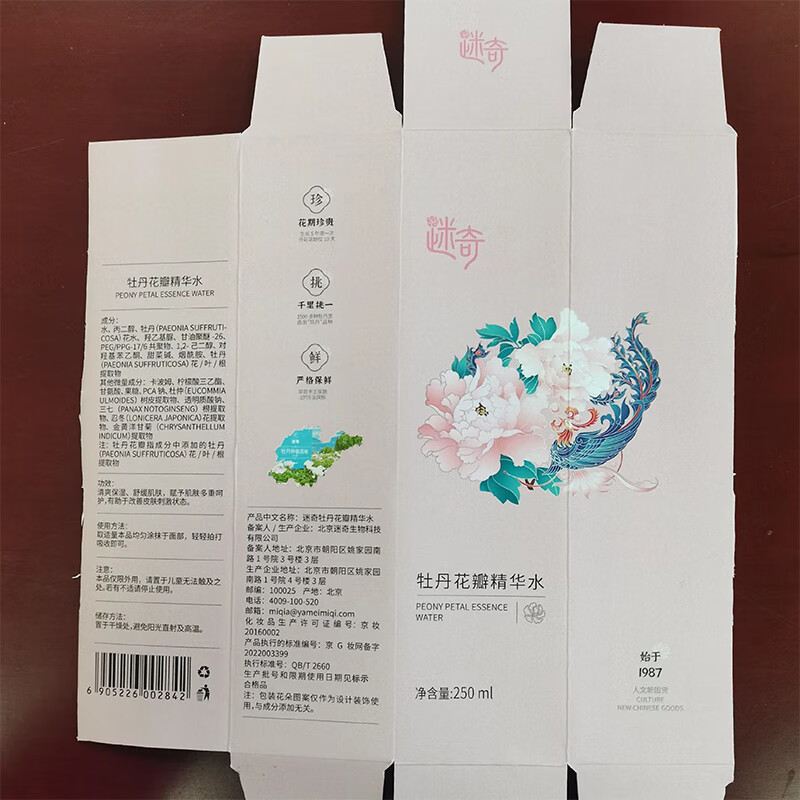 迷奇
牡丹花瓣精华水
PEONY PETAL ESSENCE WATER
成分:
水、丙二醇、牡丹(PAEONIA SUFFRUTI-
COSA)花水、羟乙基脲、甘油聚醚-26、
PEG/PPG-17/6共聚物、1,2-己二醇、对
羟基苯乙酮、甜菜碱、烟酰胺、牡丹
(PAEONIA SUFFRUTICOSA)花/叶/根
提取物
其他微量成分：卡波姆、柠檬酸三乙酯、
甘氨酸、果糖、PCA钠、杜仲(EUCOMMIA
ULMOIDES)树皮提取物、透明质酸钠、
三七(PANAX NOTOGINSENG)根提取
物、忍冬(LONICERA JAPONICA)花提取
物、金黄洋甘菊(CHRYSANTHELLUM
INDICUM)提取物
注：牡丹花瓣指成分中添加的牡丹
(PAEONIA SUFFRUTICOSA)花/叶/根
提取物
功效:
清爽保湿、舒缓肌肤，赋予肌肤多重呵
护,有助于改善皮肤刺激状态。
使用方法:
取适量本品均匀涂抹于面部，轻轻拍打
吸收即可。
注意:
本品仅限外用，请置于儿童无法触及之
处。若有不适请停止使用。
储存方法:
置于干燥处,避免阳光直射及高温。
6 905226 002842
珍
花期珍贵
挑
千里挑一
鲜
严格保鲜
产品中文名称：迷奇牡丹花瓣精华水
备案人/生产企业：北京迷奇生物科技
有限公司
备案人地址：北京市朝阳区姚家园南
路1号院3号楼3层
生产企业地址：北京市朝阳区姚家园
南路1号院4号楼3层
邮编：100025 产地：北京
电话：4009-100-520
邮箱：miqia@yameimiqi.com
化妆品生产许可证编号：京妆
20160002
产品执行的标准编号：京G妆网备字
2022003399
执行标准号：QB/T 2660
生产批号和限期使用日期见标示
合格品
注：包装花朵图案仅作为设计装饰使
用,与成分添加无关。
迷奇
牡丹花瓣精华水
PEONY PETAL ESSENCE
WATER
净含量:250 ml
始于
1987
人文新国货
CULTURE
NEW CHINESE GOODS